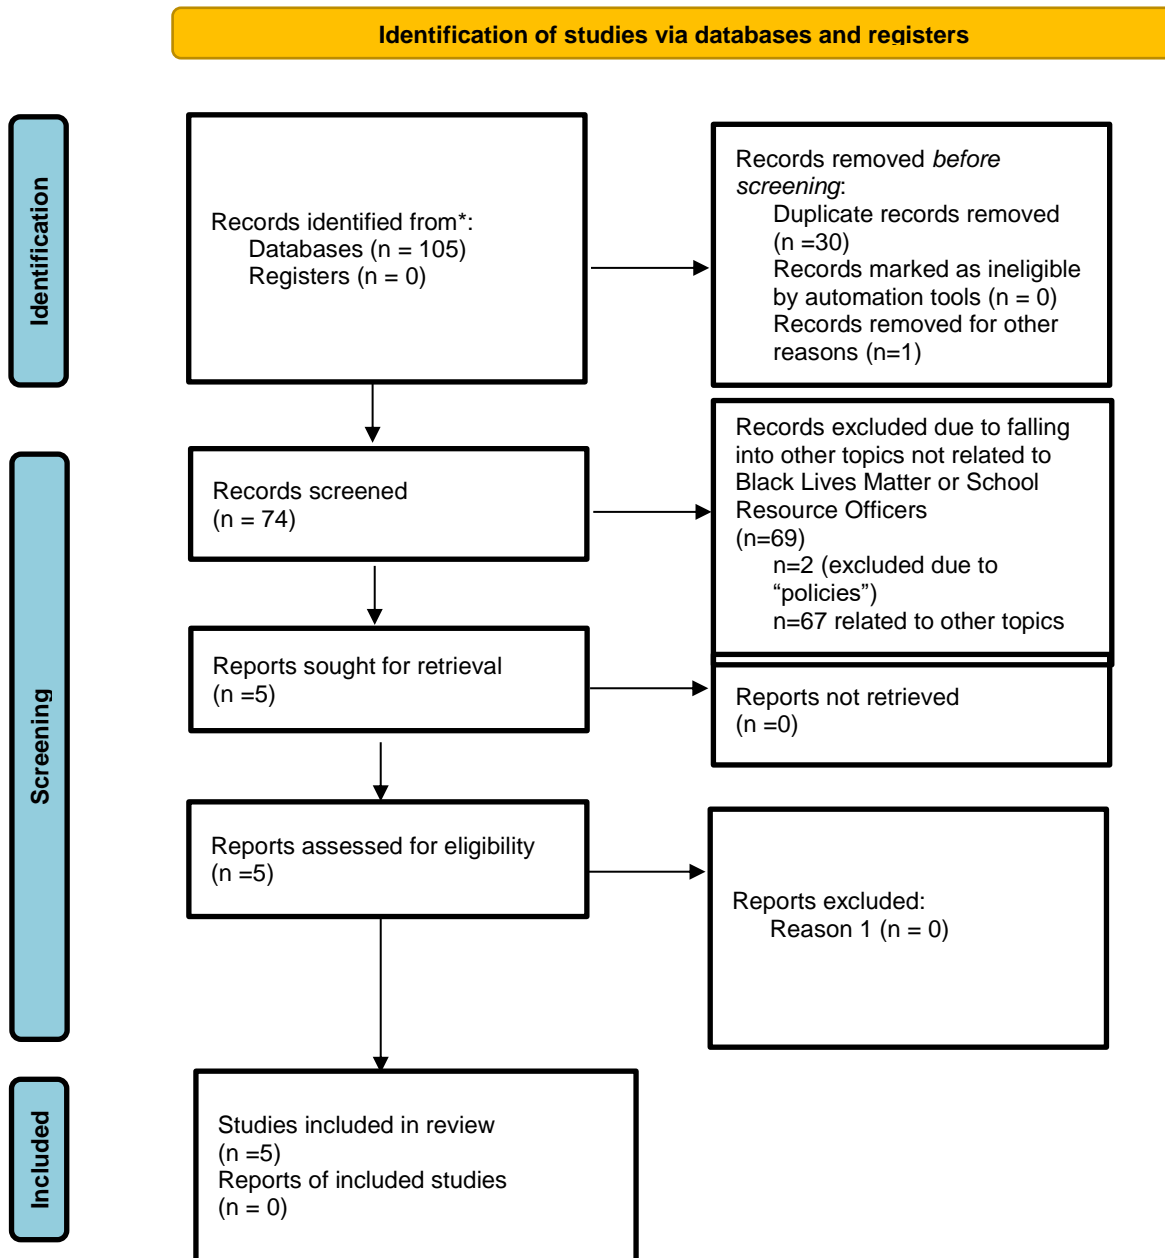 Identification of studies via databases and registers
Identification
Records identified from*:
Databases (n = 105)
Registers (n = 0)
Records removed before
screening:
Duplicate records removed
(n =30)
Records marked as ineligible
by automation tools (n = 0)
Records removed for other
reasons (n=1)
Screening
Records screened
(n = 74)
Records excluded due to falling
into other topics not related to
Black Lives Matter or School
Resource Officers
(n=69)
n=2 (excluded due to
“policies”)
n=67 related to other topics
Reports sought for retrieval
(n =5)
Reports not retrieved
(n =0)
Reports assessed for eligibility
(n =5)
Reports excluded:
Reason 1 (n = 0)
Included
Studies included in review
(n =5)
Reports of included studies
(n = 0)